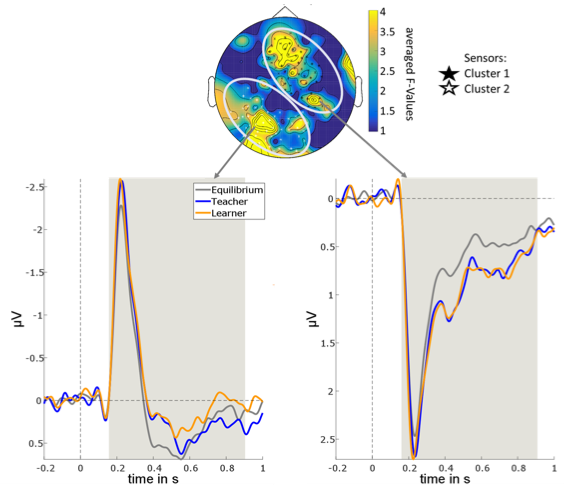 4
3.5
3
2.5
2
1.5
1
averaged F-Values
Sensors:
Cluster 1
Cluster 2
Equilibrium
Teacher
Learner
-2.5
-2
-1.5
-1
-0.5
0
0.5
µV
-0.2 0 0.2 0.4 0.6 0.8 1
time in s
0
0.5
1
1.5
2
2.5
µV
-0.2 0 0.2 0.4 0.6 0.8 1
time in s